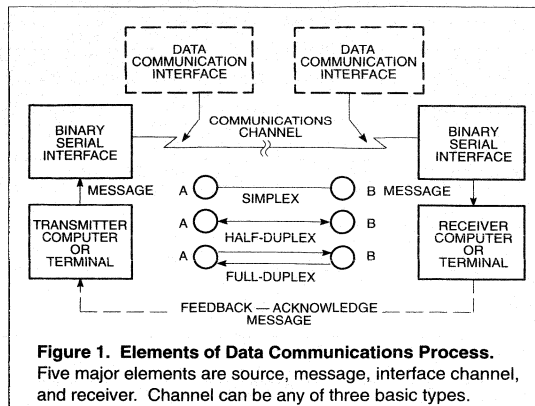 DATA
COMMUNICATION
INTERFACE
DATA
COMMUNICATION
INTERFACE
BINARY
SERIAL
INTERFACE
COMMUNICATIONS
CHANNEL
BINARY
SERIAL
INTERFACE
MESSAGE
A
SIMPLEX
B
MESSAGE
TRANSMITTER
COMPUTER
OR
TERMINAL
A
HALF-DUPLEX
B
A
FULL-DUPLEX
B
RECEIVER
COMPUTER
OR
TERMINAL
FEEDBACK — ACKNOWLEDGE
MESSAGE
Figure 1. Elements of Data Communications Process.
Five major elements are source, message, interface channel,
and receiver. Channel can be any of three basic types.